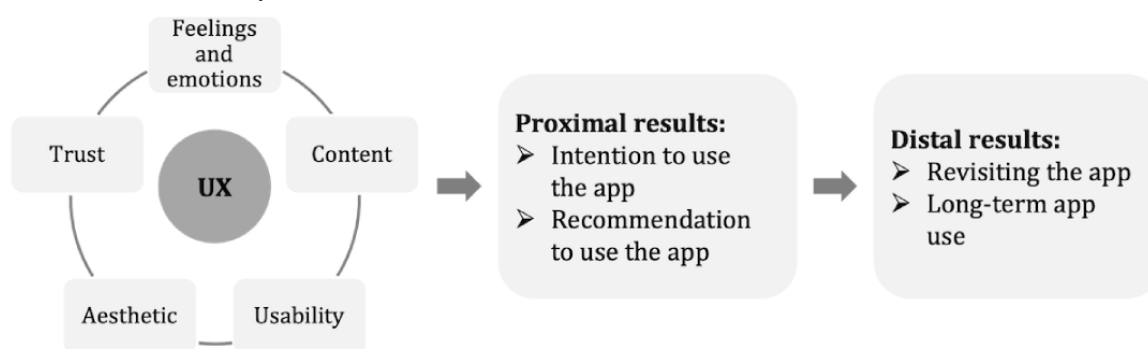 Feelings
and
emotions
Trust
UX
Content
Aesthetic
Usability
Proximal results:
➢ Intention to use
the app
➢ Recommendation
to use the app
Distal results:
➢ Revisiting the app
➢ Long-term app
use